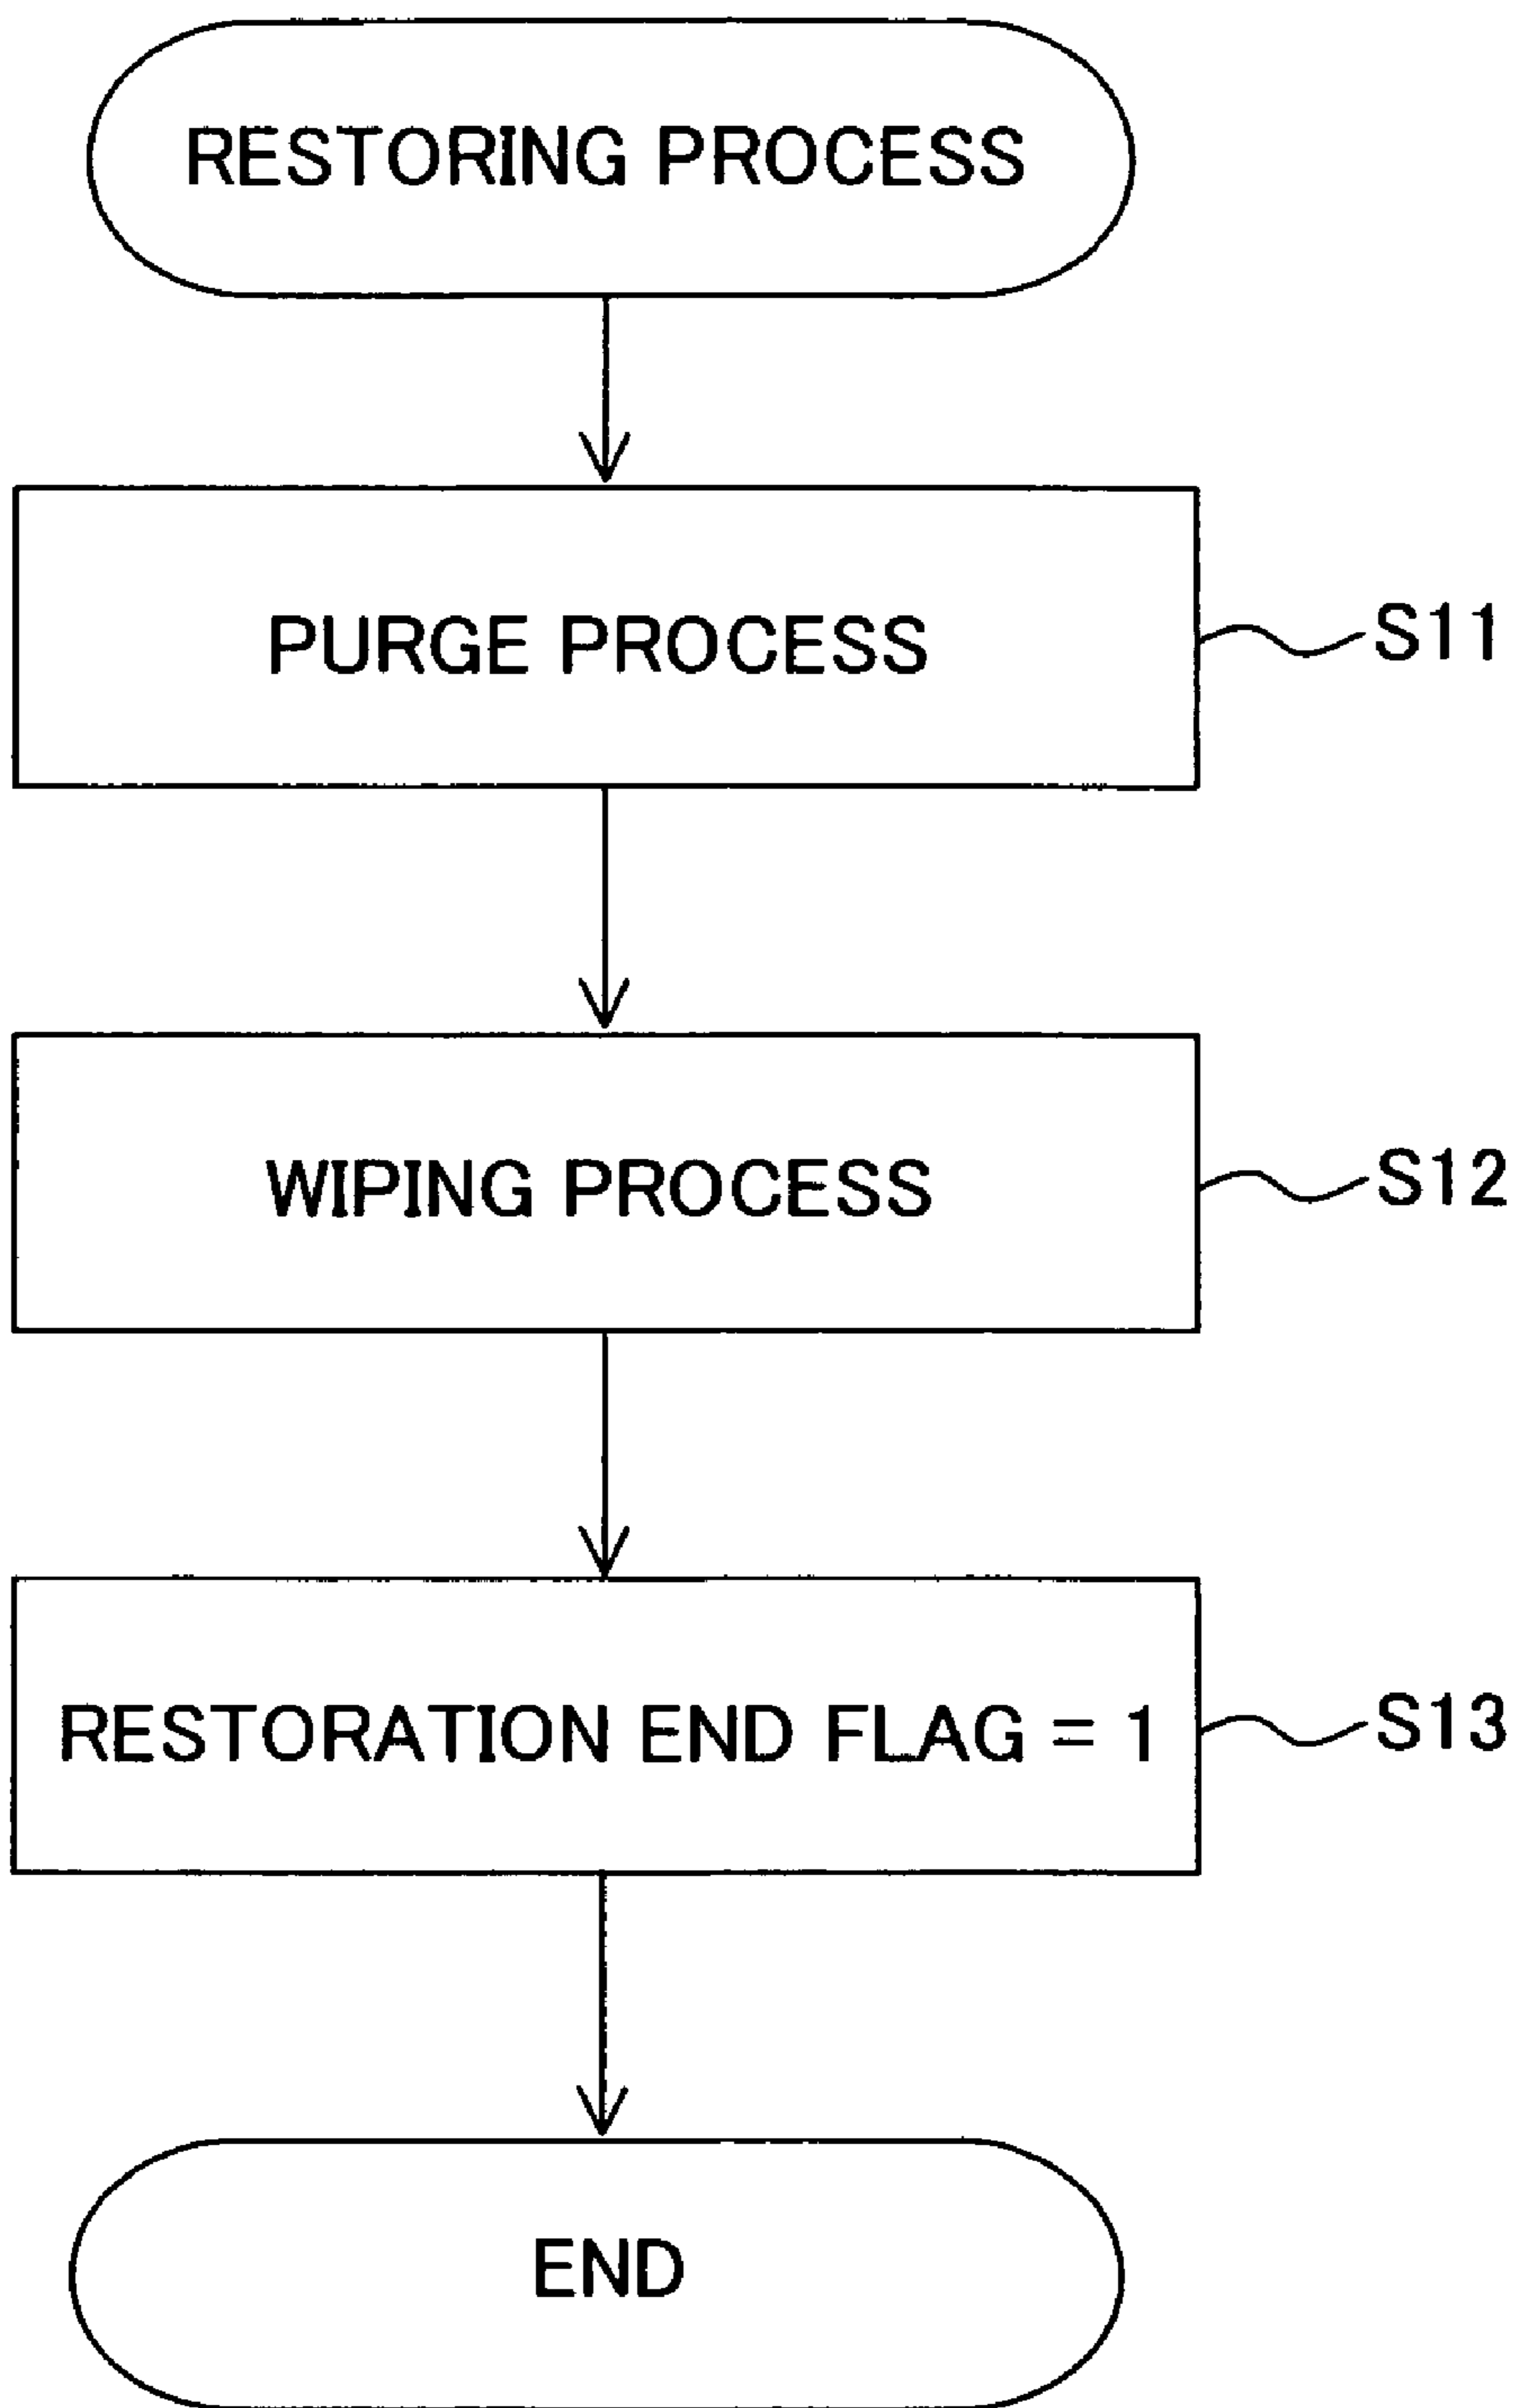 RESTORING PROCESS
PURGE PROCESS
S11
WIPING PROCESS
S12
RESTORATION END FLAG = 1
S13
END